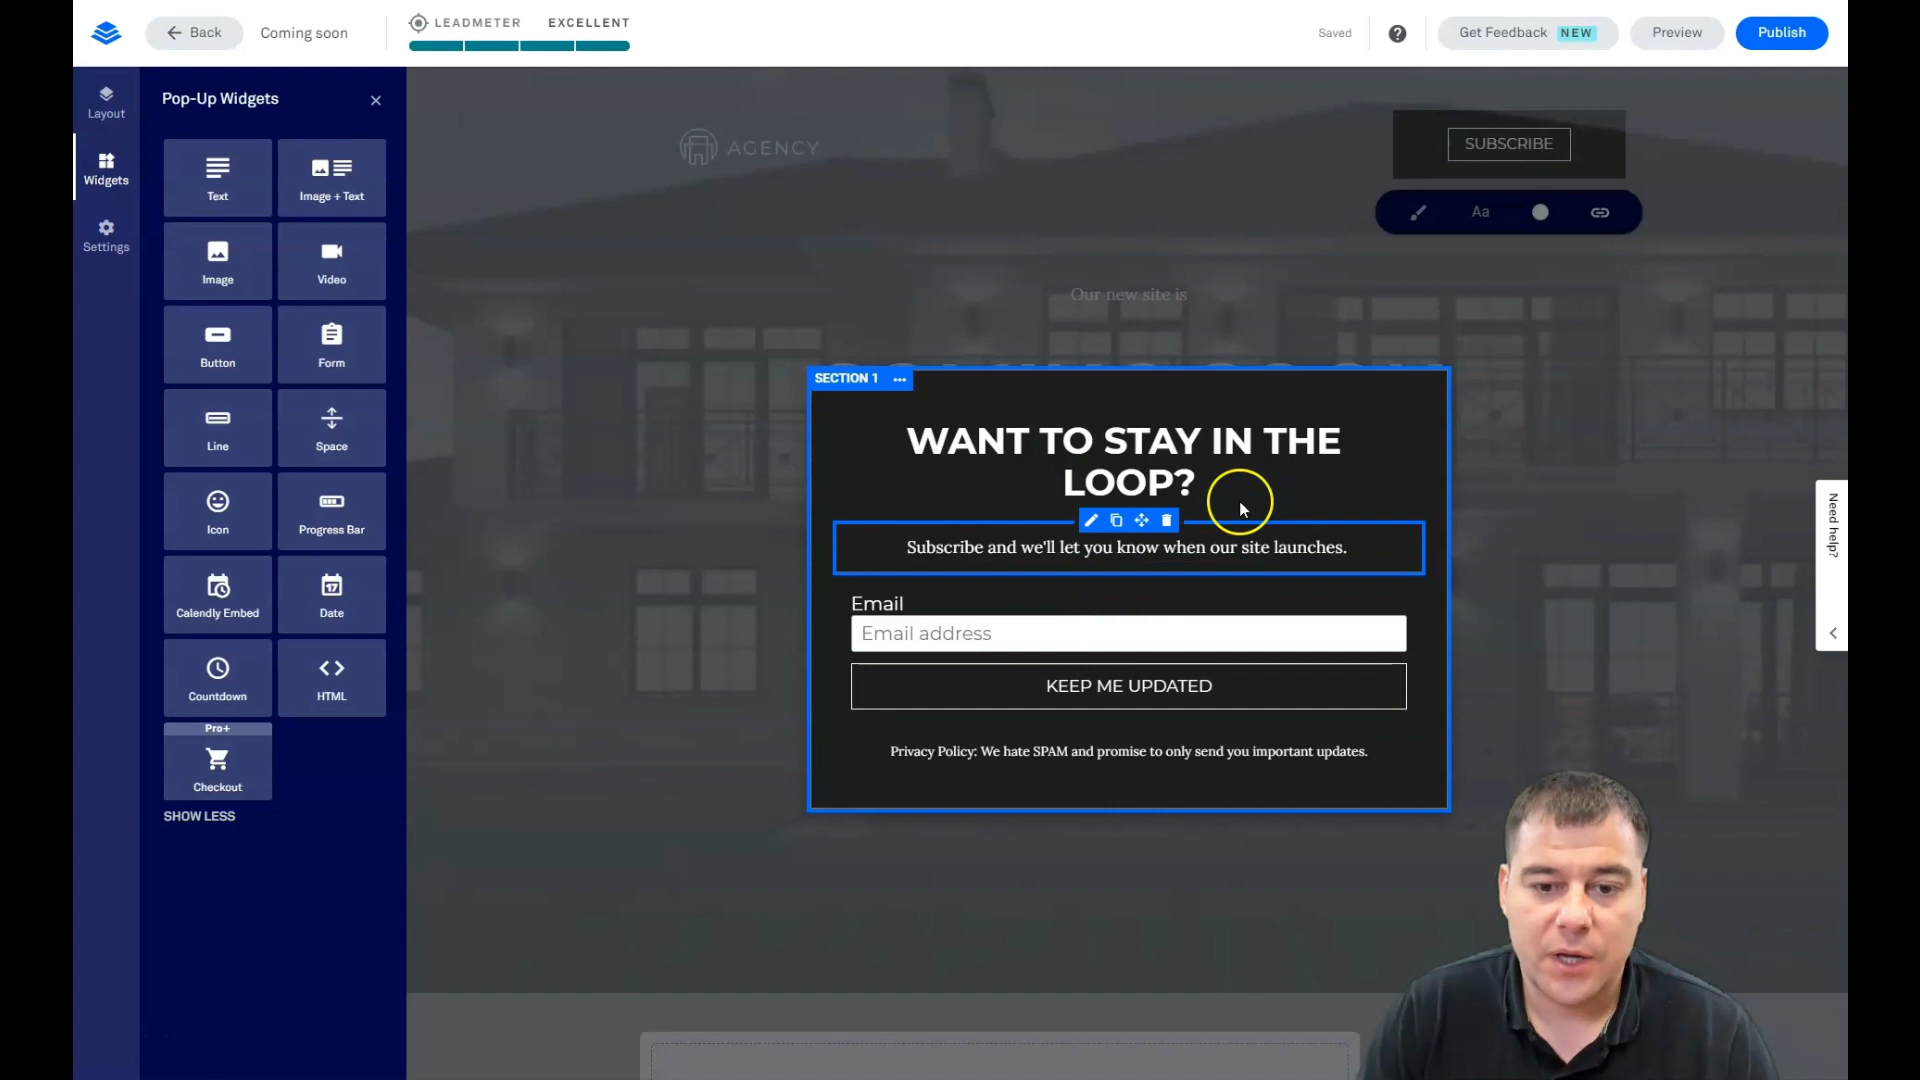 Back
Coming soon
LEADMETER EXCELLENT
Saved
Get Feedback NEW
Preview
Publish
Layout
Widgets
Settings
Pop-Up Widgets
Text
Image + Text
Image
Video
Button
Form
Line
Space
Icon
Progress Bar
Calendly Embed
Date
17
Countdown
HTML
Pro+
Checkout
SHOW LESS
AGENCY
SUBSCRIBE
Aa
Our new site is
SECTION 1
WANT TO STAY IN THE
LOOP?
Subscribe and we'll let you know when our site launches.
Email
Email address
KEEP ME UPDATED
Privacy Policy: We hate SPAM and promise to only send you important updates.
Need help?